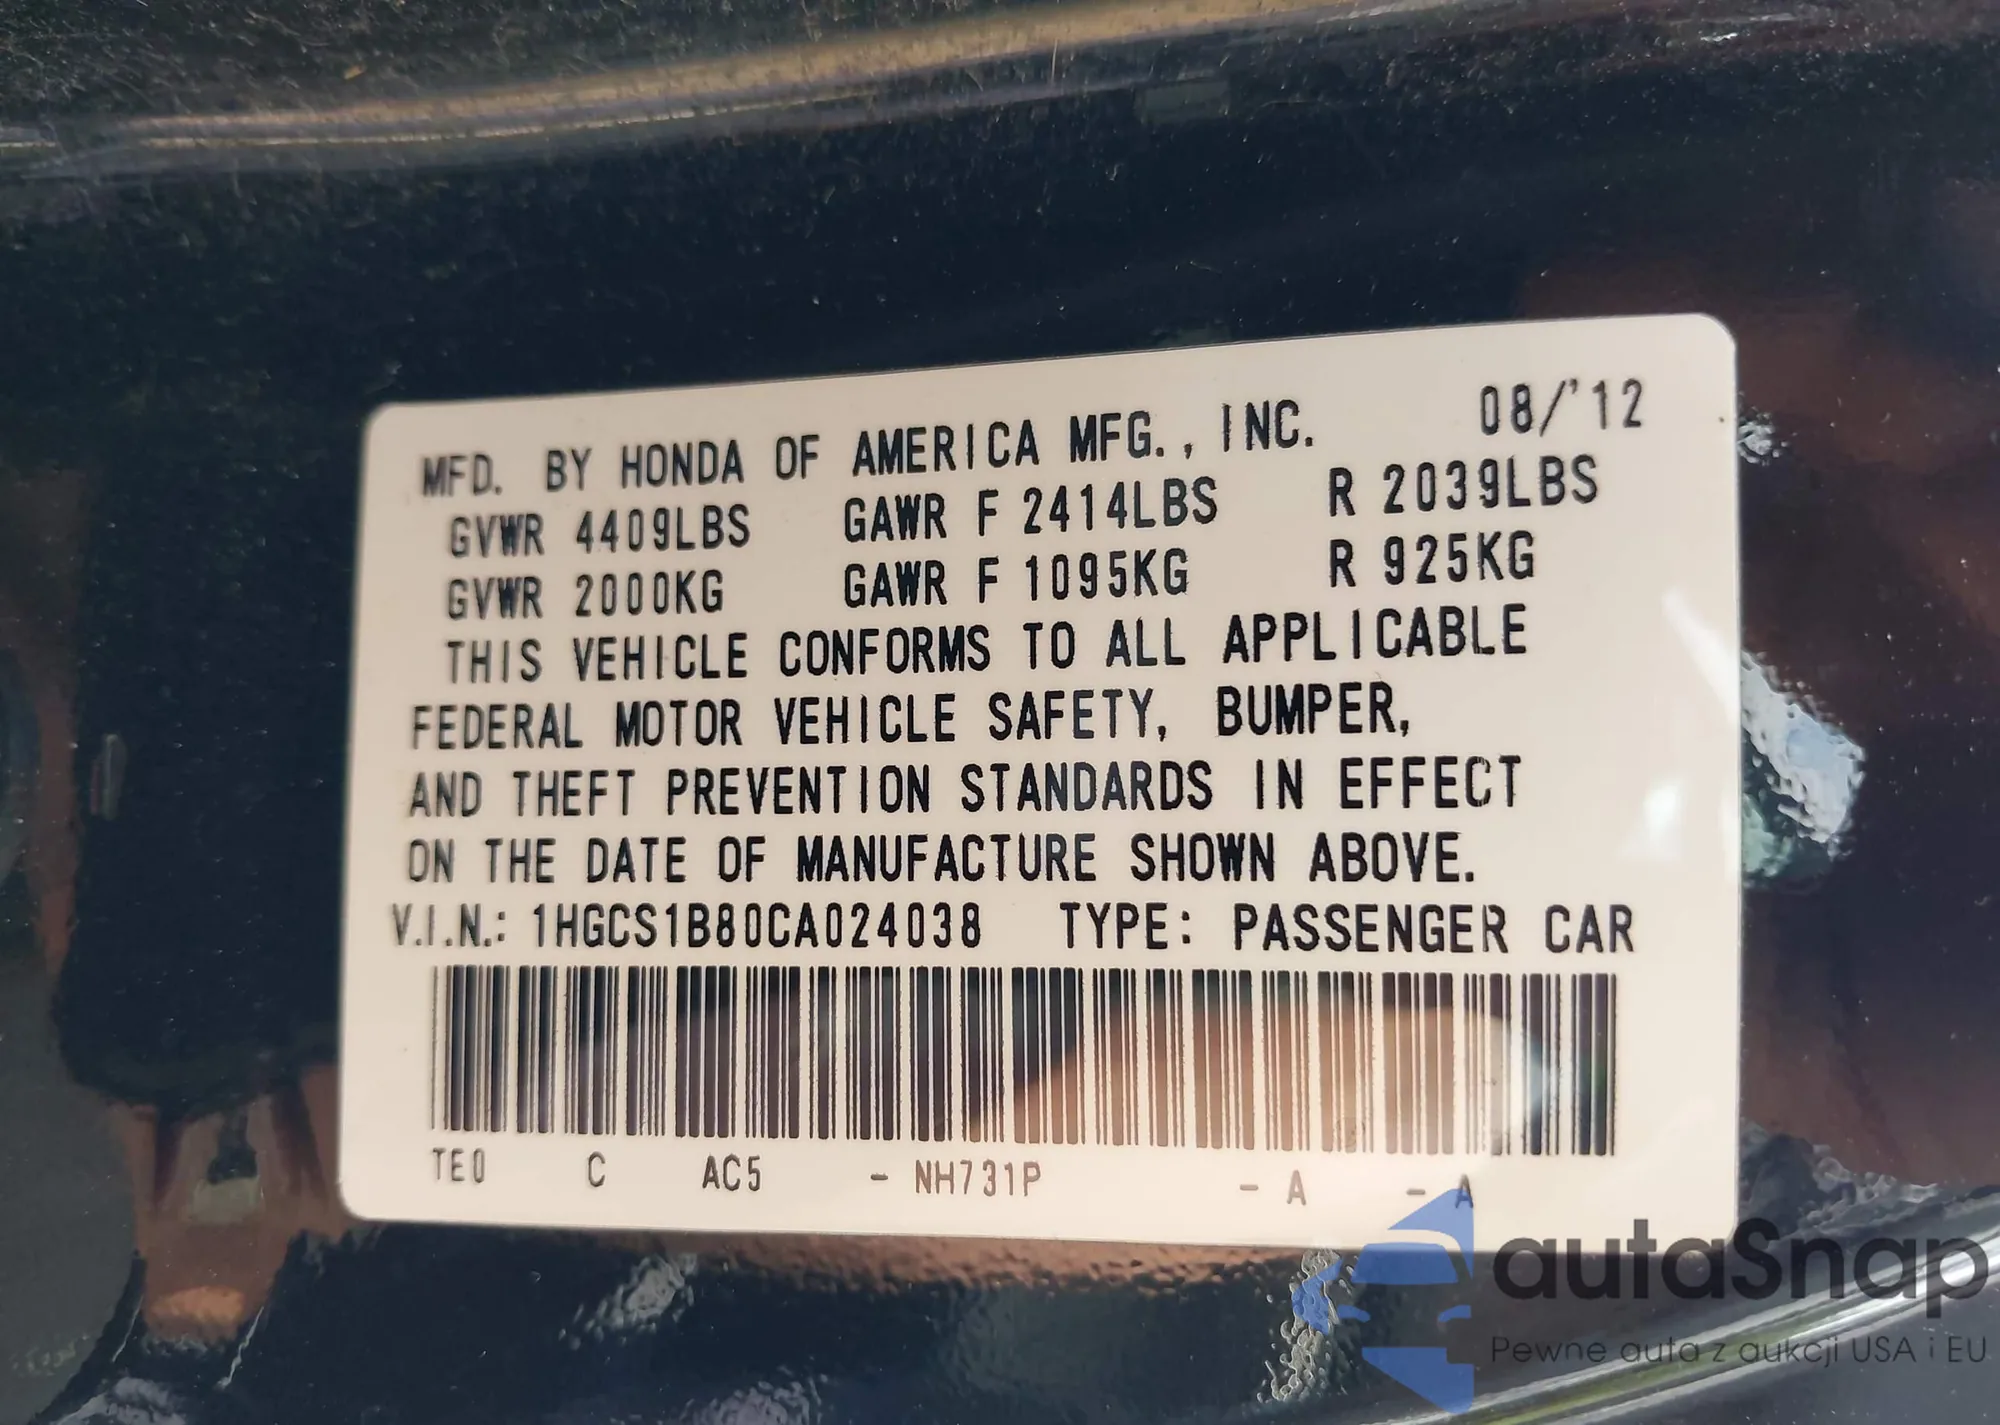 MFD. BY HONDA OF AMERICA MFG., INC. 08/'12
GVWR 4409LBS GAWR F 2414LBS R 2039LBS
GVWR 2000KG GAWR F 1095KG R 925KG
THIS VEHICLE CONFORMS TO ALL APPLICABLE
FEDERAL MOTOR VEHICLE SAFETY, BUMPER,
AND THEFT PREVENTION STANDARDS IN EFFECT
ON THE DATE OF MANUFACTURE SHOWN ABOVE.
V.I.N.: 1HGCS1B80CA024038 TYPE: PASSENGER CAR
TE0 C AC5 - NH731P - A - A
autaSnap
Pewne auta z aukcji USA i EU